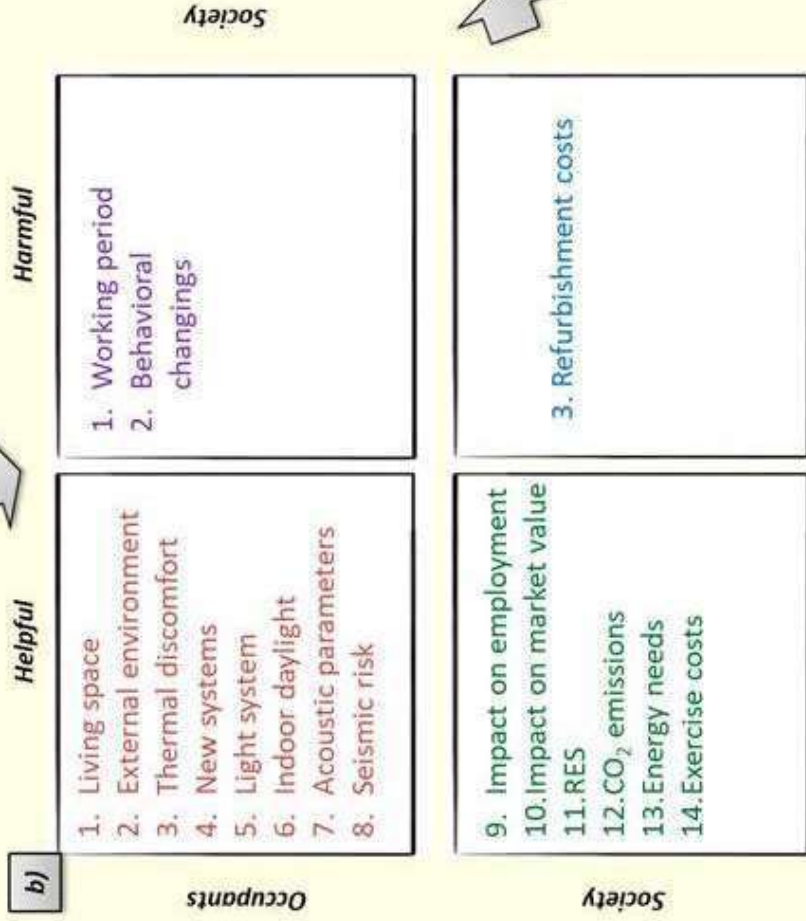 b)
Helpful
Harmful
Occupants
1. Living space
2. External environment
3. Thermal discomfort
4. New systems
5. Light system
6. Indoor daylight
7. Acoustic parameters
8. Seismic risk
1. Working period
2. Behavioral
changings
Society
9. Impact on employment
10.Impact on market value
11.RES
12.CO₂ emissions
13.Energy needs
14.Exercise costs
3. Refurbishment costs
Society